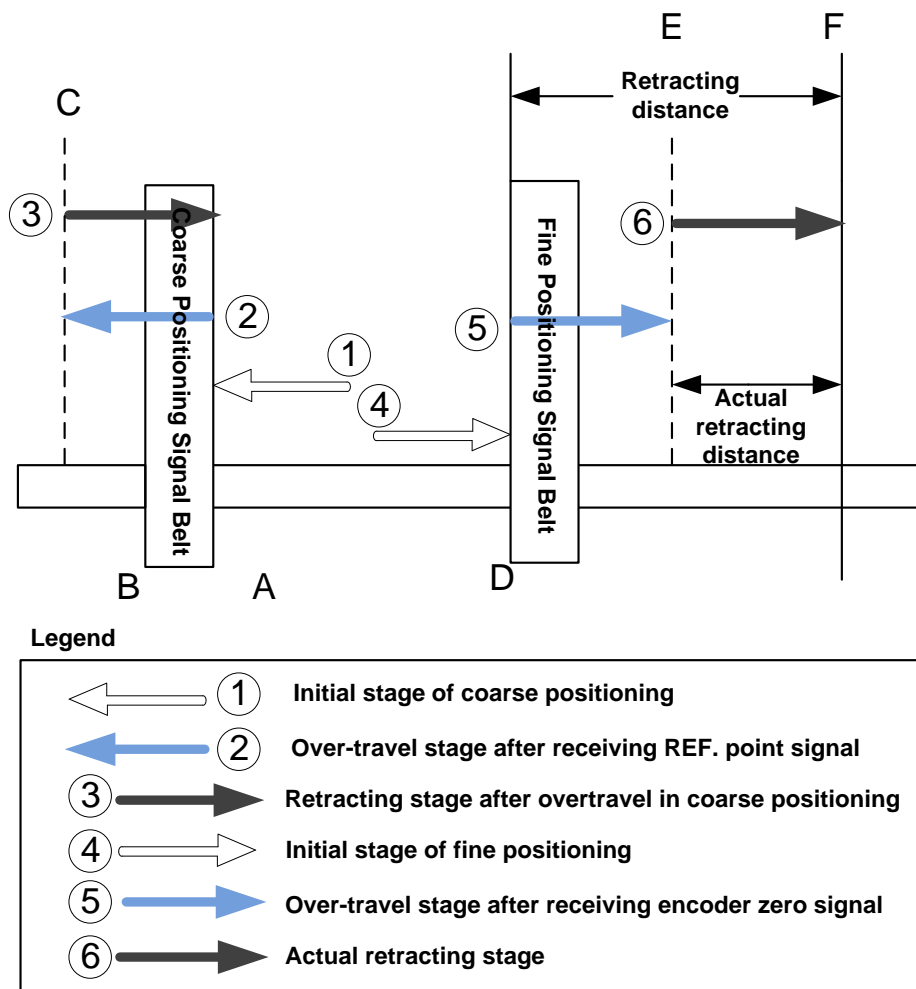 E
F
Retracting
distance
C
3
6
Coarse Positioning Signal Belt
Fine Positioning Signal Belt
2
5
1
4
Actual
retracting
distance
B
A
D
Legend
1 Initial stage of coarse positioning
2 Over-travel stage after receiving REF. point signal
3 Retracting stage after overtravel in coarse positioning
4 Initial stage of fine positioning
5 Over-travel stage after receiving encoder zero signal
6 Actual retracting stage